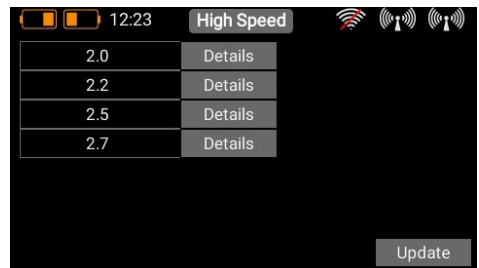 12:23 High Speed
2.0 Details
2.2 Details
2.5 Details
2.7 Details
Update